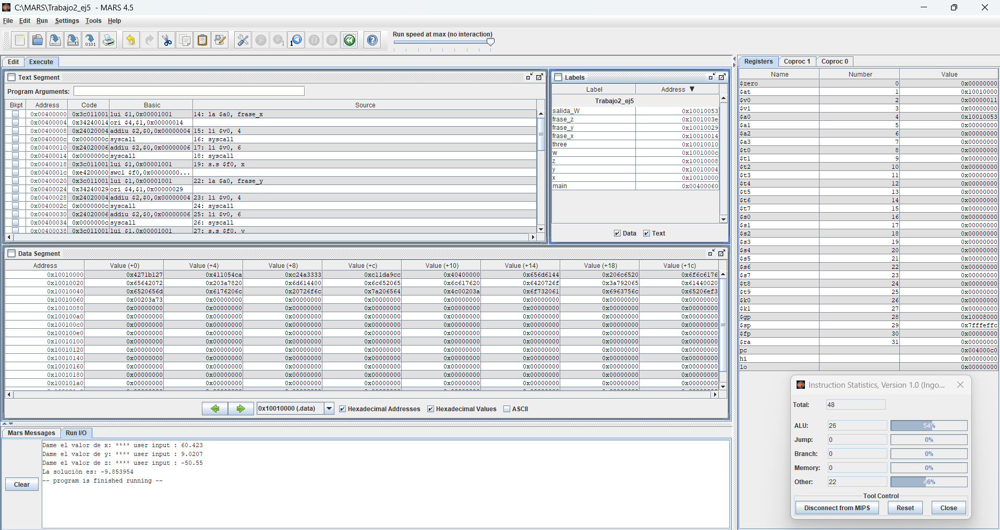 C:\MARS\Trabajo2_ej5 - MARS 4.5
File Edit Run Settings Tools Help
Run speed at max (no interaction)
Edit Execute
Text Segment
Program Arguments:
Bkpt Address Code Basic Source
0x00400000 0x3c011001 lui $1,0x00001001 14: la $a0, frase_x
0x00400004 0x34240014 ori $4,$1,0x00000014
0x00400008 0x24020004 addiu $2,$0,0x00000004 15: li $v0, 4
0x0040000c 0x0000000c syscall 16: syscall
0x00400010 0x24020006 addiu $2,$0,0x00000006 17: li $v0, 6
0x00400014 0x0000000c syscall 18: syscall
0x00400018 0x3c011001 lui $1,0x00001001 19: s.s $f0, x
0x0040001c 0xe4200000 swc1 $f0,0x00000000...
0x00400020 0x3c011001 lui $1,0x00001001 22: la $a0, frase_y
0x00400024 0x34240029 ori $4,$1,0x00000029
0x00400028 0x24020004 addiu $2,$0,0x00000004 23: li $v0, 4
0x0040002c 0x0000000c syscall 24: syscall
0x00400030 0x24020006 addiu $2,$0,0x00000006 25: li $v0, 6
0x00400034 0x0000000c syscall 26: syscall
0x00400038 0x3c011001 lui $1,0x00001001 27: s.s $f0, y
Labels
Label Address ▼
Trabajo2_ej5
salida_W 0x10010053
frase_z 0x1001003e
frase_y 0x10010029
frase_x 0x10010014
three 0x10010010
w 0x1001000c
z 0x10010008
y 0x10010004
x 0x10010000
main 0x00400060
Data Text
Data Segment
Address Value (+0) Value (+4) Value (+8) Value (+c) Value (+10) Value (+14) Value (+18) Value (+1c)
0x10010000 0x4271b127 0x411054ca 0xc24a3333 0xc11da9cc 0x40400000 0x656d6144 0x206c6520 0x6f6c6176
0x10010020 0x65642072 0x203a7820 0x6d614400 0x6c652065 0x6c617620 0x6420726f 0x3a792065 0x61440020
0x10010040 0x6520656d 0x6176206c 0x20726f6c 0x7a206564 0x4c00203a 0x6f732061 0x6963756c 0x65206ef3
0x10010060 0x00203a73 0x00000000 0x00000000 0x00000000 0x00000000 0x00000000 0x00000000 0x00000000
0x10010080 0x00000000 0x00000000 0x00000000 0x00000000 0x00000000 0x00000000 0x00000000 0x00000000
0x100100a0 0x00000000 0x00000000 0x00000000 0x00000000 0x00000000 0x00000000 0x00000000 0x00000000
0x100100c0 0x00000000 0x00000000 0x00000000 0x00000000 0x00000000 0x00000000 0x00000000 0x00000000
0x100100e0 0x00000000 0x00000000 0x00000000 0x00000000 0x00000000 0x00000000 0x00000000 0x00000000
0x10010100 0x00000000 0x00000000 0x00000000 0x00000000 0x00000000 0x00000000 0x00000000 0x00000000
0x10010120 0x00000000 0x00000000 0x00000000 0x00000000 0x00000000 0x00000000 0x00000000 0x00000000
0x10010140 0x00000000 0x00000000 0x00000000 0x00000000 0x00000000 0x00000000 0x00000000 0x00000000
0x10010160 0x00000000 0x00000000 0x00000000 0x00000000 0x00000000 0x00000000 0x00000000 0x00000000
0x10010180 0x00000000 0x00000000 0x00000000 0x00000000 0x00000000 0x00000000 0x00000000 0x00000000
0x100101a0 0x00000000 0x00000000 0x00000000 0x00000000 0x00000000 0x00000000 0x00000000 0x00000000
0x10010000 (.data) Hexadecimal Addresses Hexadecimal Values ASCII
Mars Messages Run I/O
Clear
Dame el valor de x: **** user input : 60.423
Dame el valor de y: **** user input : 9.0207
Dame el valor de z: **** user input : -50.55
La solución es: -9.853954
-- program is finished running --
Registers Coproc 1 Coproc 0
Name Number Value
$zero 0 0x00000000
$at 1 0x10010000
$v0 2 0x00000011
$v1 3 0x00000000
$a0 4 0x10010053
$a1 5 0x00000000
$a2 6 0x00000000
$a3 7 0x00000000
$t0 8 0x00000000
$t1 9 0x00000000
$t2 10 0x00000000
$t3 11 0x00000000
$t4 12 0x00000000
$t5 13 0x00000000
$t6 14 0x00000000
$t7 15 0x00000000
$s0 16 0x00000000
$s1 17 0x00000000
$s2 18 0x00000000
$s3 19 0x00000000
$s4 20 0x00000000
$s5 21 0x00000000
$s6 22 0x00000000
$s7 23 0x00000000
$t8 24 0x00000000
$t9 25 0x00000000
$k0 26 0x00000000
$k1 27 0x00000000
$gp 28 0x10008000
$sp 29 0x7fffeffc
$fp 30 0x00000000
$ra 31 0x00000000
pc 0x004000c0
hi 0x00000000
lo 0x00000000
Instruction Statistics, Version 1.0 (Ingo...
Total: 48
ALU: 26 54%
Jump: 0 0%
Branch: 0 0%
Memory: 0 0%
Other: 22 46%
Tool Control
Disconnect from MIPS Reset Close